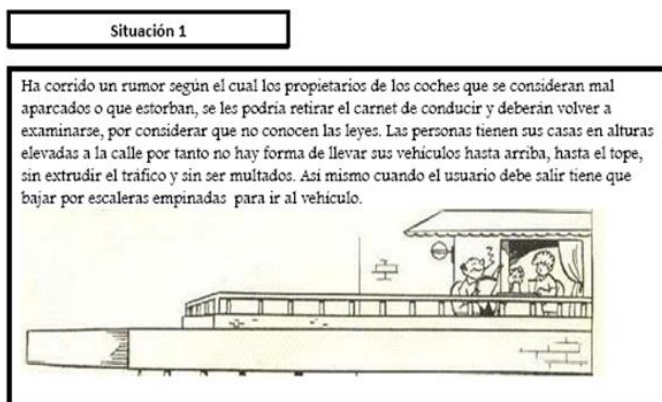 Situación 1
Ha corrido un rumor según el cual los propietarios de los coches que se consideran mal
aparcados o que estorban, se les podría retirar el carnet de conducir y deberán volver a
examinarse, por considerar que no conocen las leyes. Las personas tienen sus casas en alturas
elevadas a la calle por tanto no hay forma de llevar sus vehículos hasta arriba, hasta el tope,
sin extrudir el tráfico y sin ser multados. Así mismo cuando el usuario debe salir tiene que
bajar por escaleras empinadas para ir al vehículo.